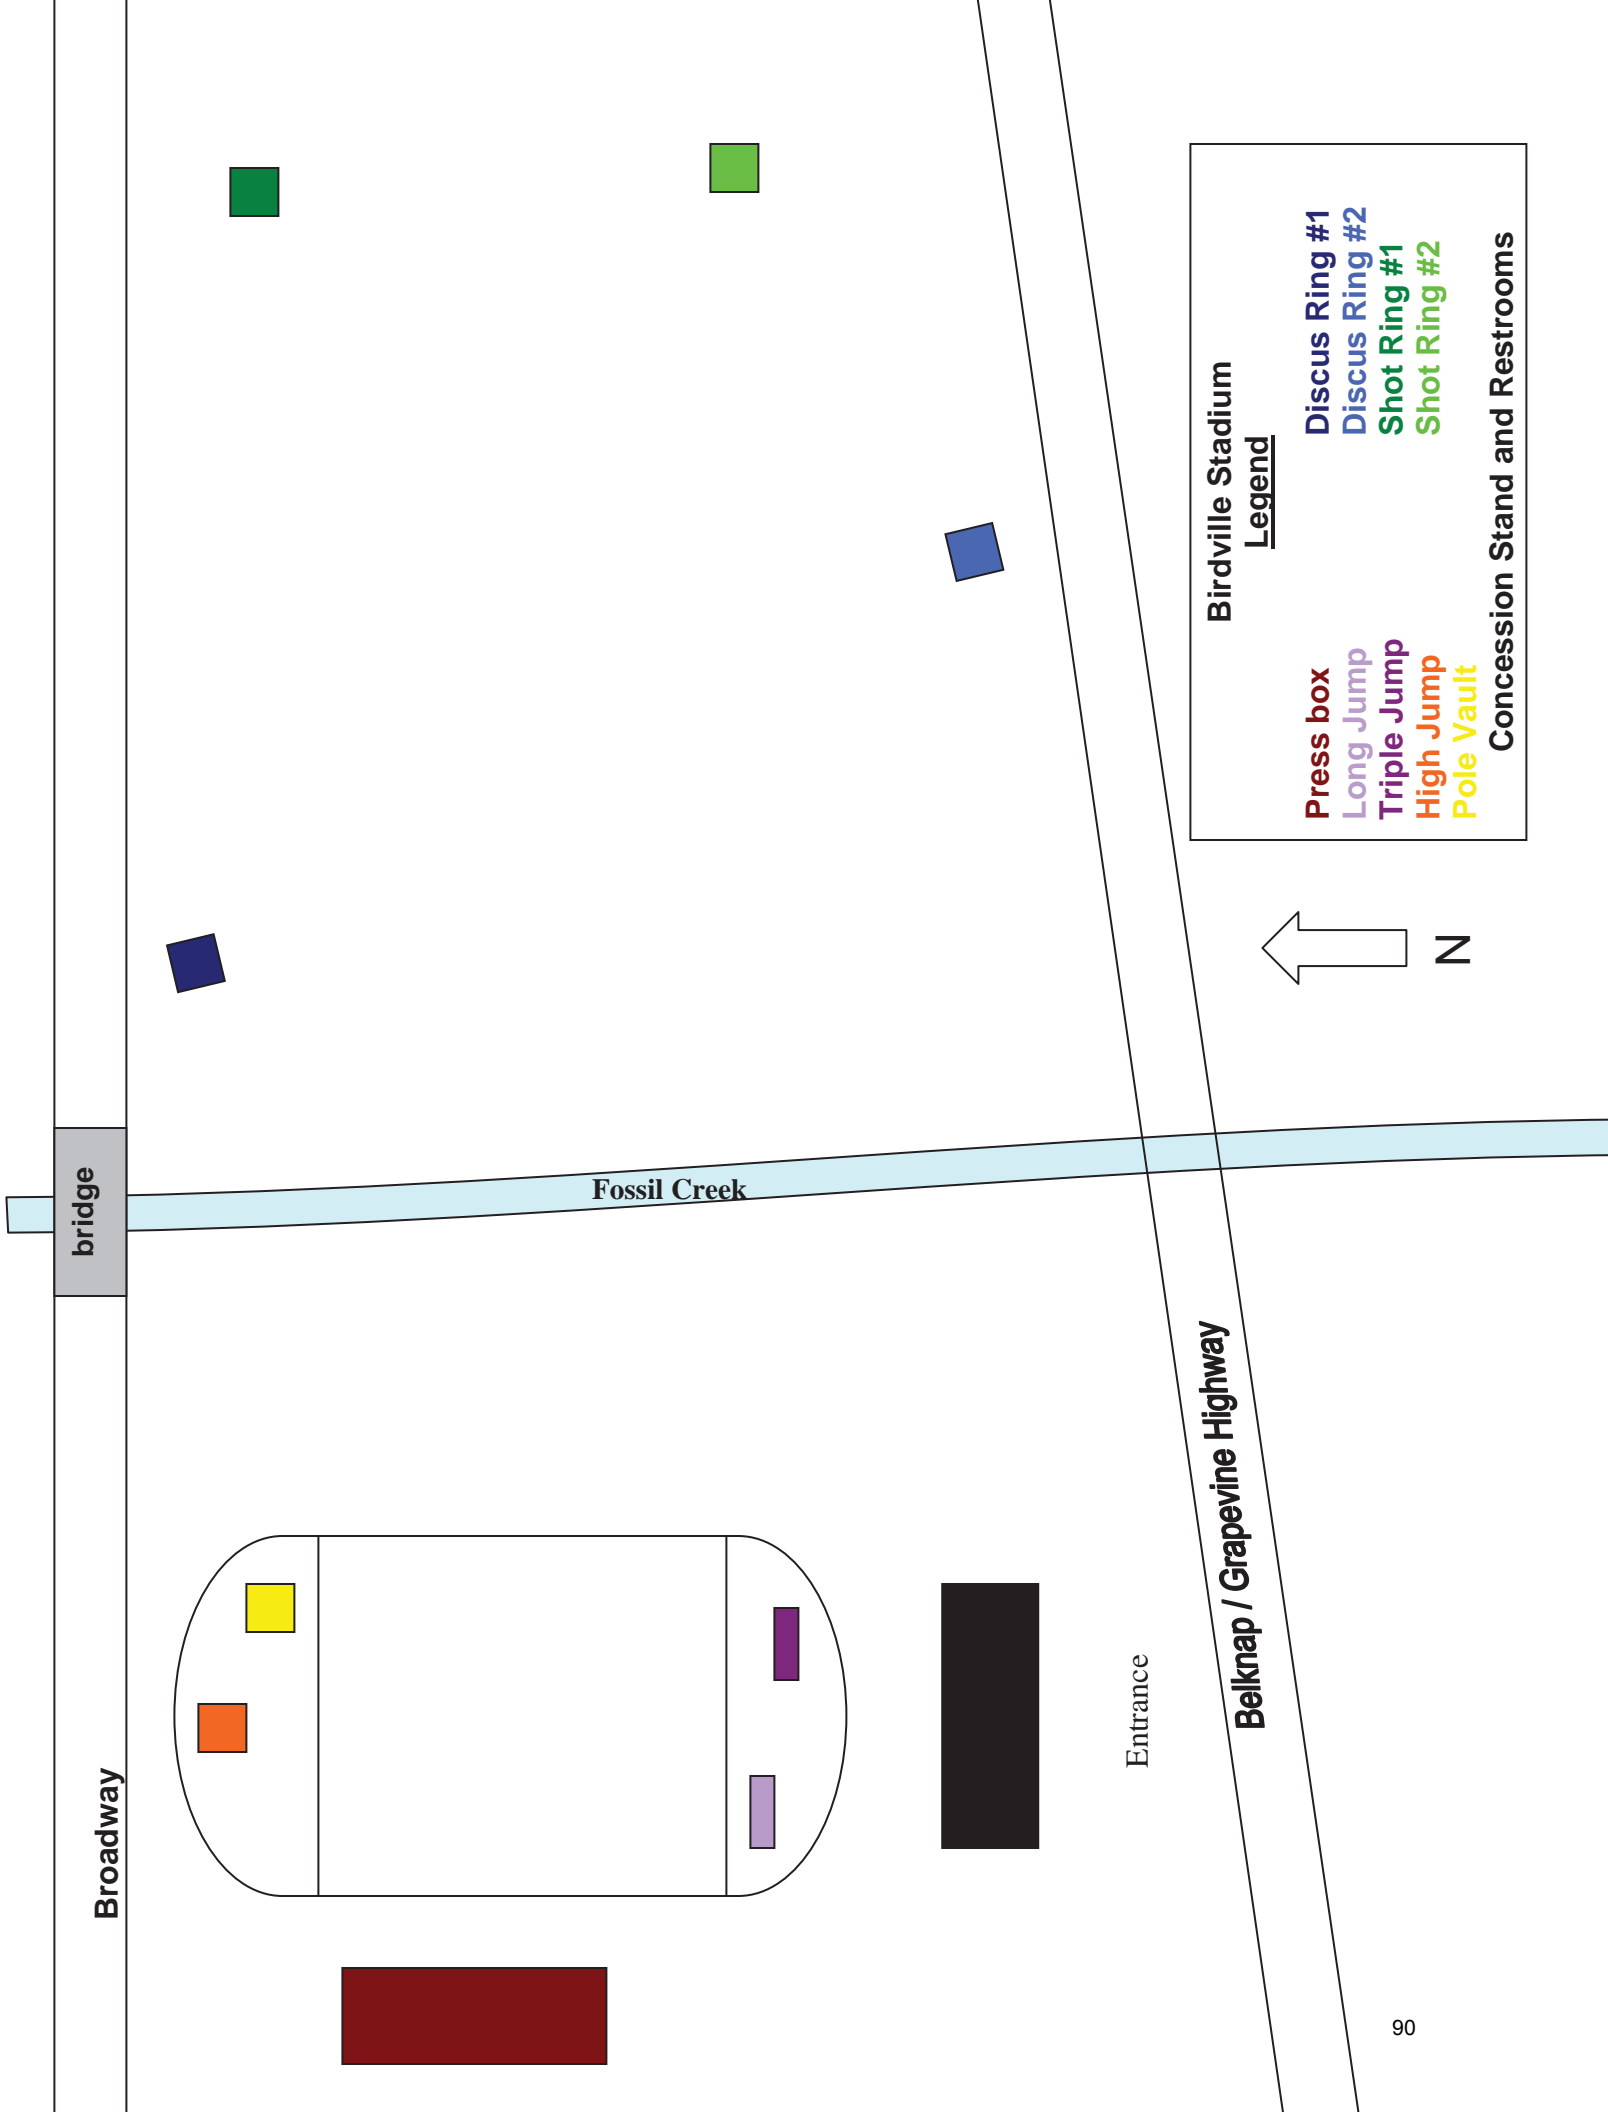 Broadway
bridge
Fossil Creek
Entrance
Belknap / Grapevine Highway
Birdville Stadium
Legend
Press box
Long Jump
Triple Jump
High Jump
Pole Vault
Discus Ring #1
Discus Ring #2
Shot Ring #1
Shot Ring #2
Concession Stand and Restrooms
N
90